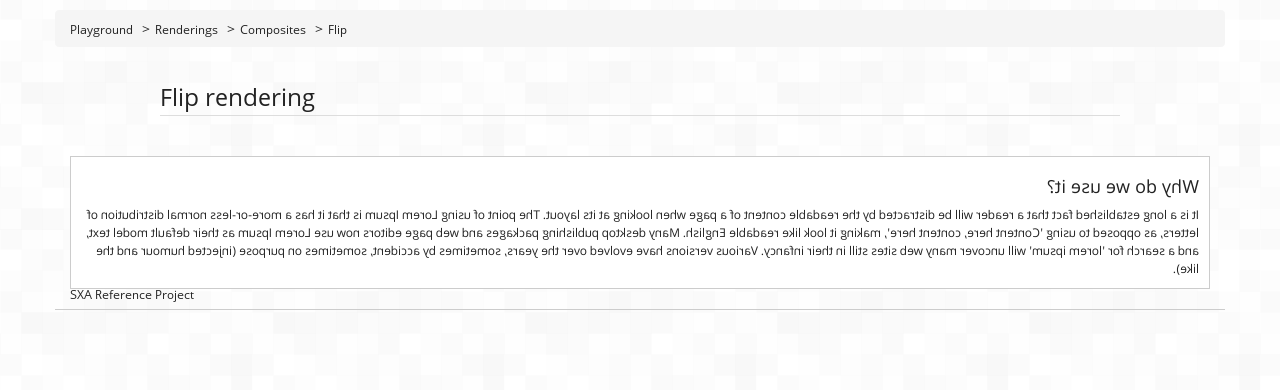 Playground > Renderings > Composites > Flip
Flip rendering
Why do we use it?
It is a long established fact that a reader will be distracted by the readable content of a page when looking at its layout. The point of using Lorem Ipsum is that it has a more-or-less normal distribution of
letters, as opposed to using 'Content here, content here', making it look like readable English. Many desktop publishing packages and web page editors now use Lorem Ipsum as their default model text,
and a search for 'lorem ipsum' will uncover many web sites still in their infancy. Various versions have evolved over the years, sometimes by accident, sometimes on purpose (injected humour and the
like).
SXA Reference Project